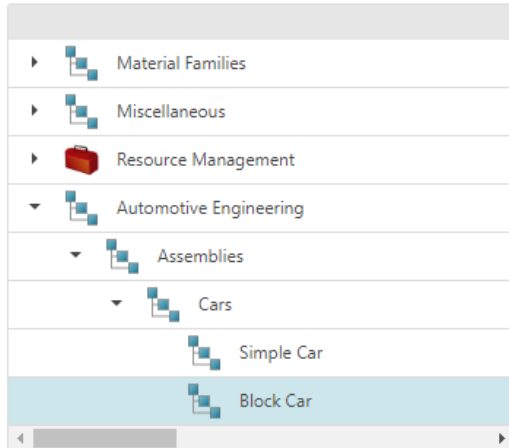 Material Families
Miscellaneous
Resource Management
Automotive Engineering
Assemblies
Cars
Simple Car
Block Car